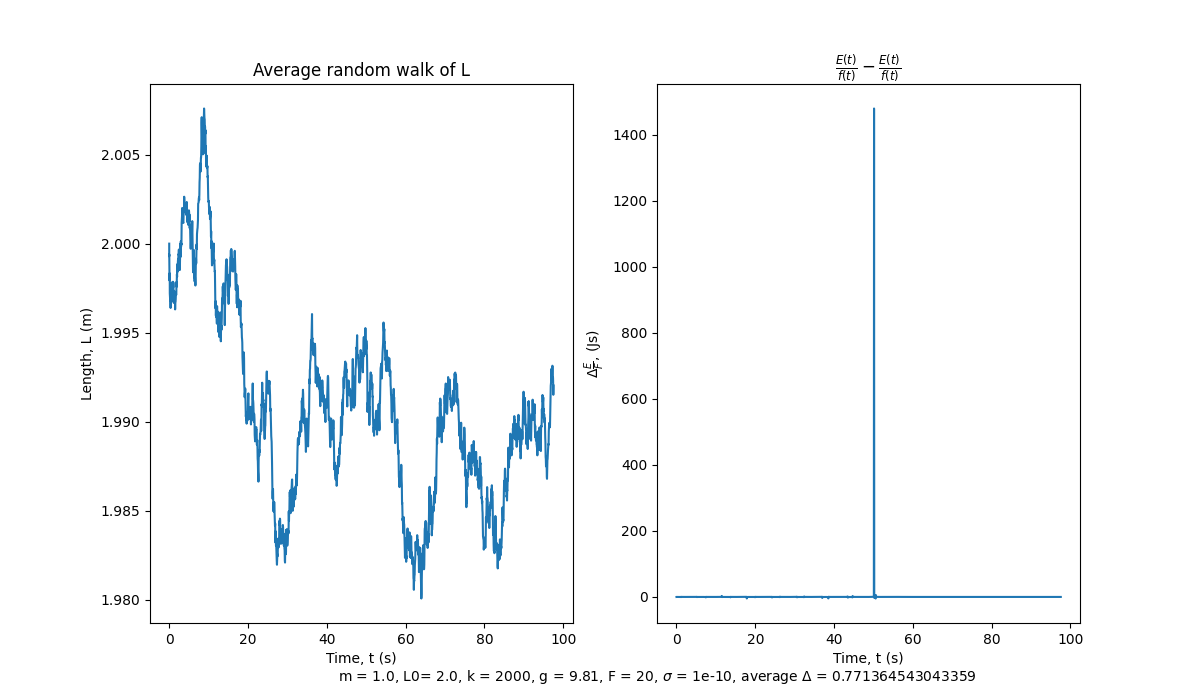 Average random walk of L
Length, L (m)
2.005
2.000
1.995
1.990
1.985
1.980
0 20 40 60 80 100
Time, t (s)
E(t)/f(t) − E(t)/f(t)
Δ E/F, (Js)
1400
1200
1000
800
600
400
200
0
0 20 40 60 80 100
Time, t (s)
m = 1.0, L0= 2.0, k = 2000, g = 9.81, F = 20, σ = 1e-10, average Δ = 0.771364543043359